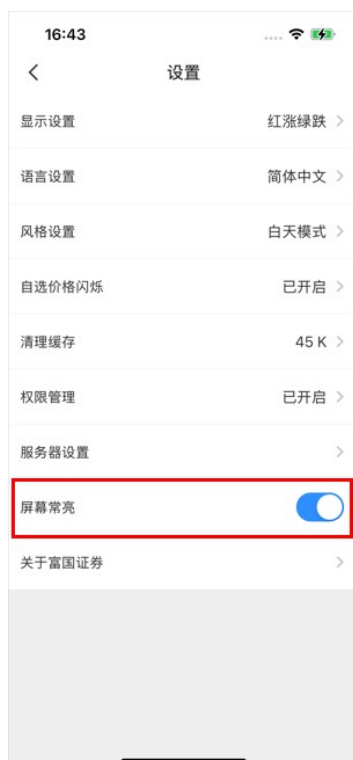 16:43
设置
显示设置 红涨绿跌
语言设置 简体中文
风格设置 白天模式
自选价格闪烁 已开启
清理缓存 45 K
权限管理 已开启
服务器设置
屏幕常亮
关于富国证券